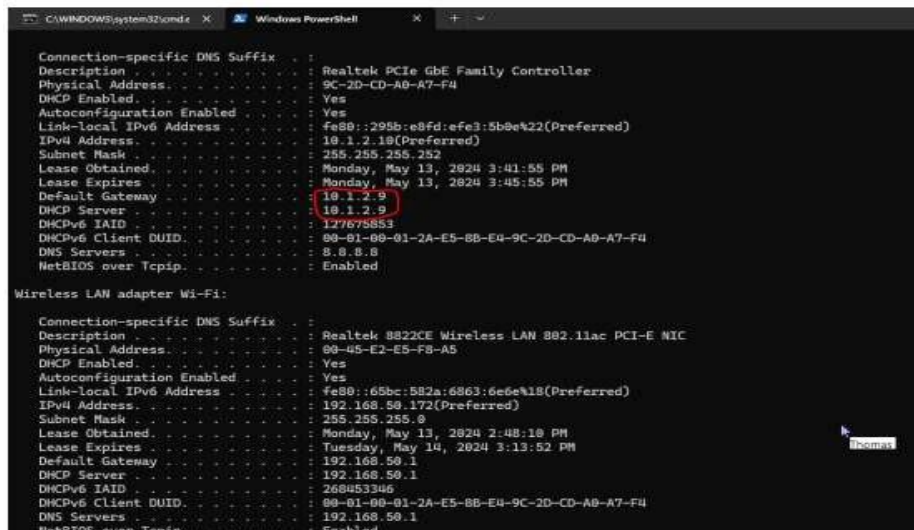 C:\WINDOWS\system32\cmd.e × Windows PowerShell × +
Connection-specific DNS Suffix . :
Description . . . . . . . . . . . : Realtek PCIe GbE Family Controller
Physical Address. . . . . . . . . : 9C-2D-CD-A0-A7-F4
DHCP Enabled. . . . . . . . . . . : Yes
Autoconfiguration Enabled . . . . : Yes
Link-local IPv6 Address . . . . . : fe80::295b:e8fd:efe3:5b0e%22(Preferred)
IPv4 Address. . . . . . . . . . . : 10.1.2.10(Preferred)
Subnet Mask . . . . . . . . . . . : 255.255.255.252
Lease Obtained. . . . . . . . . . : Monday, May 13, 2024 3:41:55 PM
Lease Expires . . . . . . . . . . : Monday, May 13, 2024 3:45:55 PM
Default Gateway . . . . . . . . . : 10.1.2.9
DHCP Server . . . . . . . . . . . : 10.1.2.9
DHCPv6 IAID . . . . . . . . . . . : 127675853
DHCPv6 Client DUID. . . . . . . . : 00-01-00-01-2A-E5-8B-E4-9C-2D-CD-A0-A7-F4
DNS Servers . . . . . . . . . . . : 8.8.8.8
NetBIOS over Tcpip. . . . . . . . : Enabled
Wireless LAN adapter Wi-Fi:
Connection-specific DNS Suffix . :
Description . . . . . . . . . . . : Realtek 8822CE Wireless LAN 802.11ac PCI-E NIC
Physical Address. . . . . . . . . : 00-45-E2-E5-F8-A5
DHCP Enabled. . . . . . . . . . . : Yes
Autoconfiguration Enabled . . . . : Yes
Link-local IPv6 Address . . . . . : fe80::65bc:582a:6863:6e6e%18(Preferred)
IPv4 Address. . . . . . . . . . . : 192.168.50.172(Preferred)
Subnet Mask . . . . . . . . . . . : 255.255.255.0
Lease Obtained. . . . . . . . . . : Monday, May 13, 2024 2:48:10 PM
Lease Expires . . . . . . . . . . : Tuesday, May 14, 2024 3:13:52 PM
Thomas
Default Gateway . . . . . . . . . : 192.168.50.1
DHCP Server . . . . . . . . . . . : 192.168.50.1
DHCPv6 IAID . . . . . . . . . . . : 268453346
DHCPv6 Client DUID. . . . . . . . : 00-01-00-01-2A-E5-8B-E4-9C-2D-CD-A0-A7-F4
DNS Servers . . . . . . . . . . . : 192.168.50.1
NetBIOS over Tcpip. . . . . . . . : Enabled